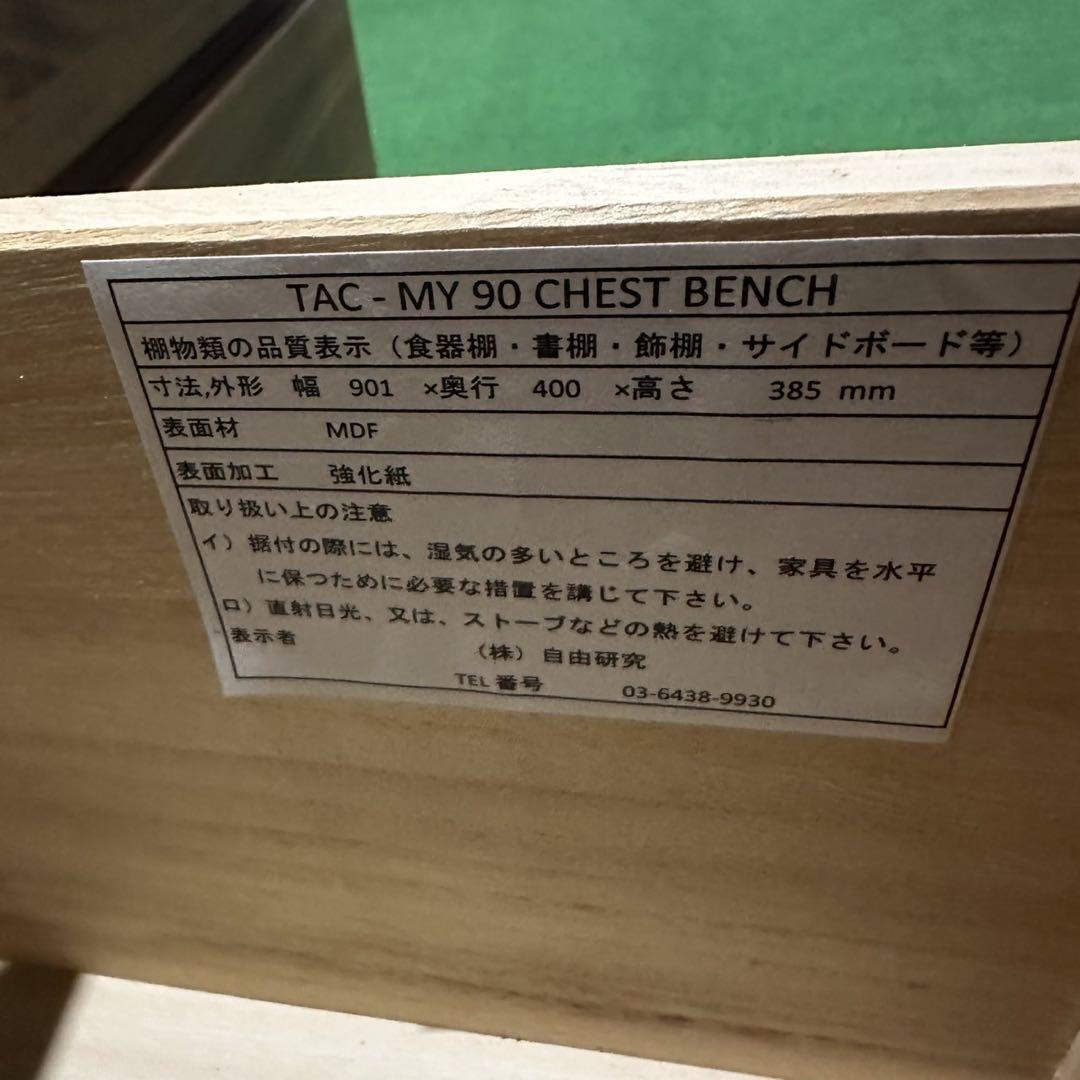 TAC - MY 90 CHEST BENCH
棚物類の品質表示（食器棚・書棚・飾棚・サイドボード等）
寸法,外形 幅 901 ×奥行 400 ×高さ 385 mm
表面材 MDF
表面加工 強化紙
取り扱い上の注意
イ）据付の際には、湿気の多いところを避け、家具を水平
に保つために必要な措置を講じて下さい。
ロ）直射日光、又は、ストーブなどの熱を避けて下さい。
表示者 （株）自由研究
TEL番号 03-6438-9930